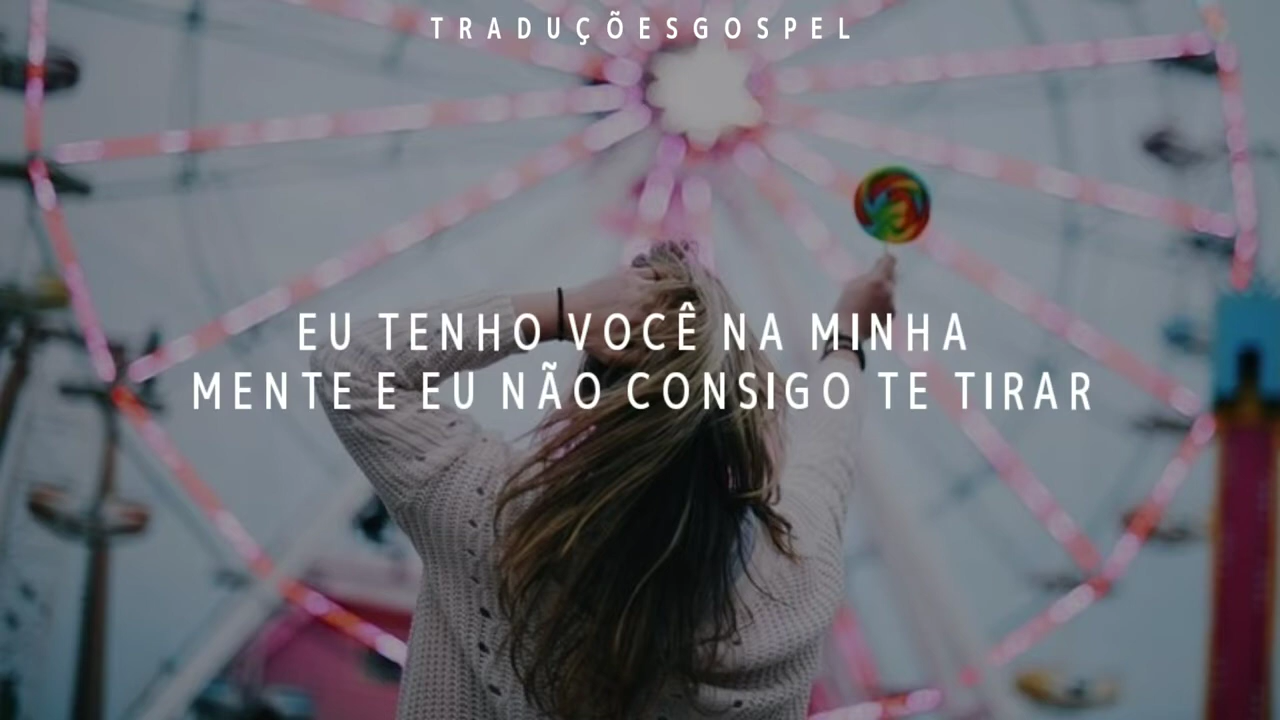 TRADUÇÕESGOSPEL
EU TENHO VOCÊ NA MINHA
MENTE E EU NÃO CONSIGO TE TIRAR